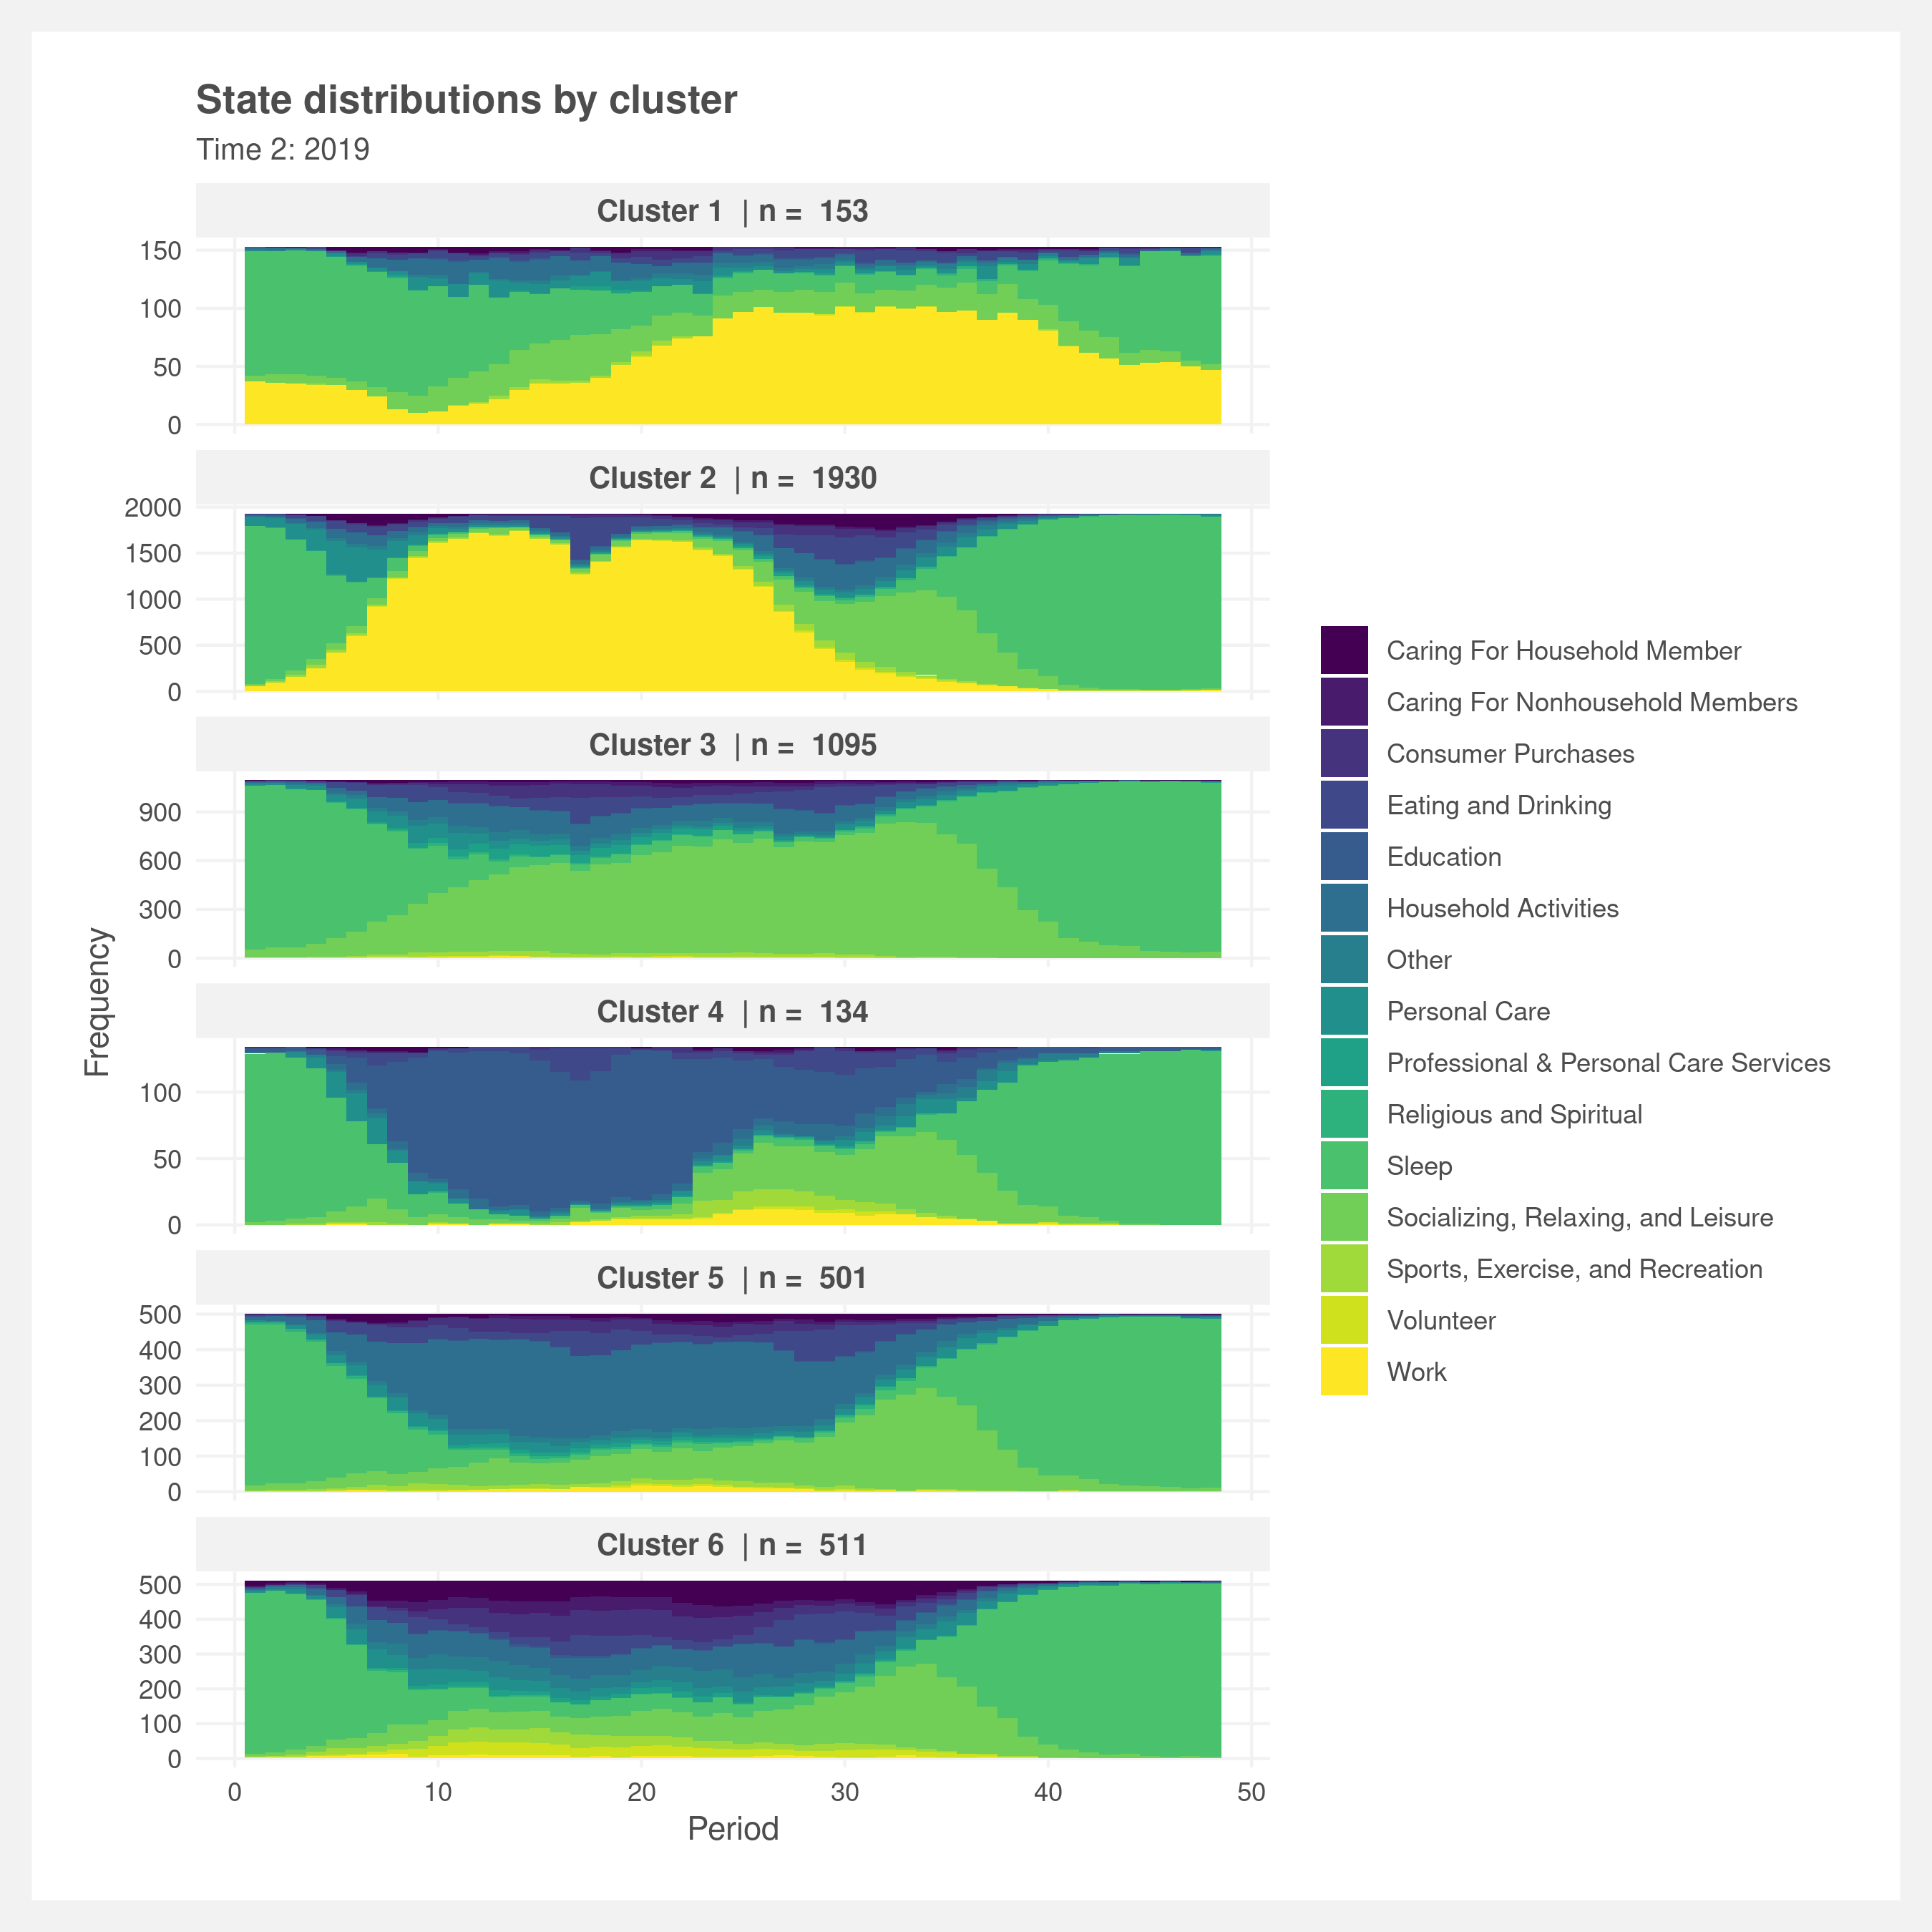 State distributions by cluster
Time 2: 2019
Cluster 1 | n = 153
150
100
50
0
Cluster 2 | n = 1930
2000
1500
1000
500
0
Cluster 3 | n = 1095
900
600
300
0
Cluster 4 | n = 134
100
50
0
Cluster 5 | n = 501
500
400
300
200
100
0
Cluster 6 | n = 511
500
400
300
200
100
0
0 10 20 30 40 50
Period
Frequency
Caring For Household Member
Caring For Nonhousehold Members
Consumer Purchases
Eating and Drinking
Education
Household Activities
Other
Personal Care
Professional & Personal Care Services
Religious and Spiritual
Sleep
Socializing, Relaxing, and Leisure
Sports, Exercise, and Recreation
Volunteer
Work